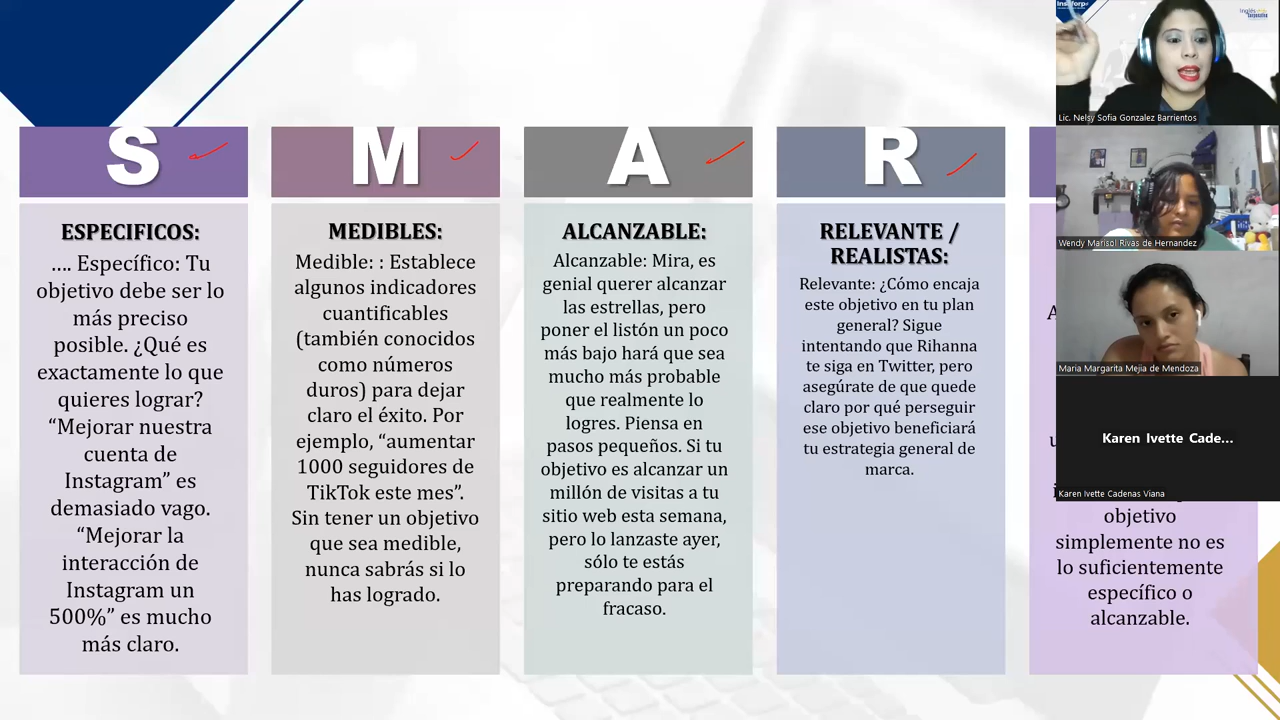 S
ESPECIFICOS:
.... Específico: Tu
objetivo debe ser lo
más preciso
posible. ¿Qué es
exactamente lo que
quieres lograr?
“Mejorar nuestra
cuenta de
Instagram” es
demasiado vago.
“Mejorar la
interacción de
Instagram un
500%” es mucho
más claro.
M
MEDIBLES:
Medible: : Establece
algunos indicadores
cuantificables
(también conocidos
como números
duros) para dejar
claro el éxito. Por
ejemplo, “aumentar
1000 seguidores de
TikTok este mes”.
Sin tener un objetivo
que sea medible,
nunca sabrás si lo
has logrado.
A
ALCANZABLE:
Alcanzable: Mira, es
genial querer alcanzar
las estrellas, pero
poner el listón un poco
más bajo hará que sea
mucho más probable
que realmente lo
logres. Piensa en
pasos pequeños. Si tu
objetivo es alcanzar un
millón de visitas a tu
sitio web esta semana,
pero lo lanzaste ayer,
sólo te estás
preparando para el
fracaso.
R
RELEVANTE /
REALISTAS:
Relevante: ¿Cómo encaja
este objetivo en tu plan
general? Sigue
intentando que Rihanna
te siga en Twitter, pero
asegúrate de que quede
claro por qué perseguir
ese objetivo beneficiará
tu estrategia general de
marca.
objetivo
simplemente no es
lo suficientemente
específico o
alcanzable.
Lic. Nelsy Sofia Gonzalez Barrientos
Wendy Marisol Rivas de Hernandez
Maria Margarita Mejia de Mendoza
Karen Ivette Cade...
Karen Ivette Cadenas Viana